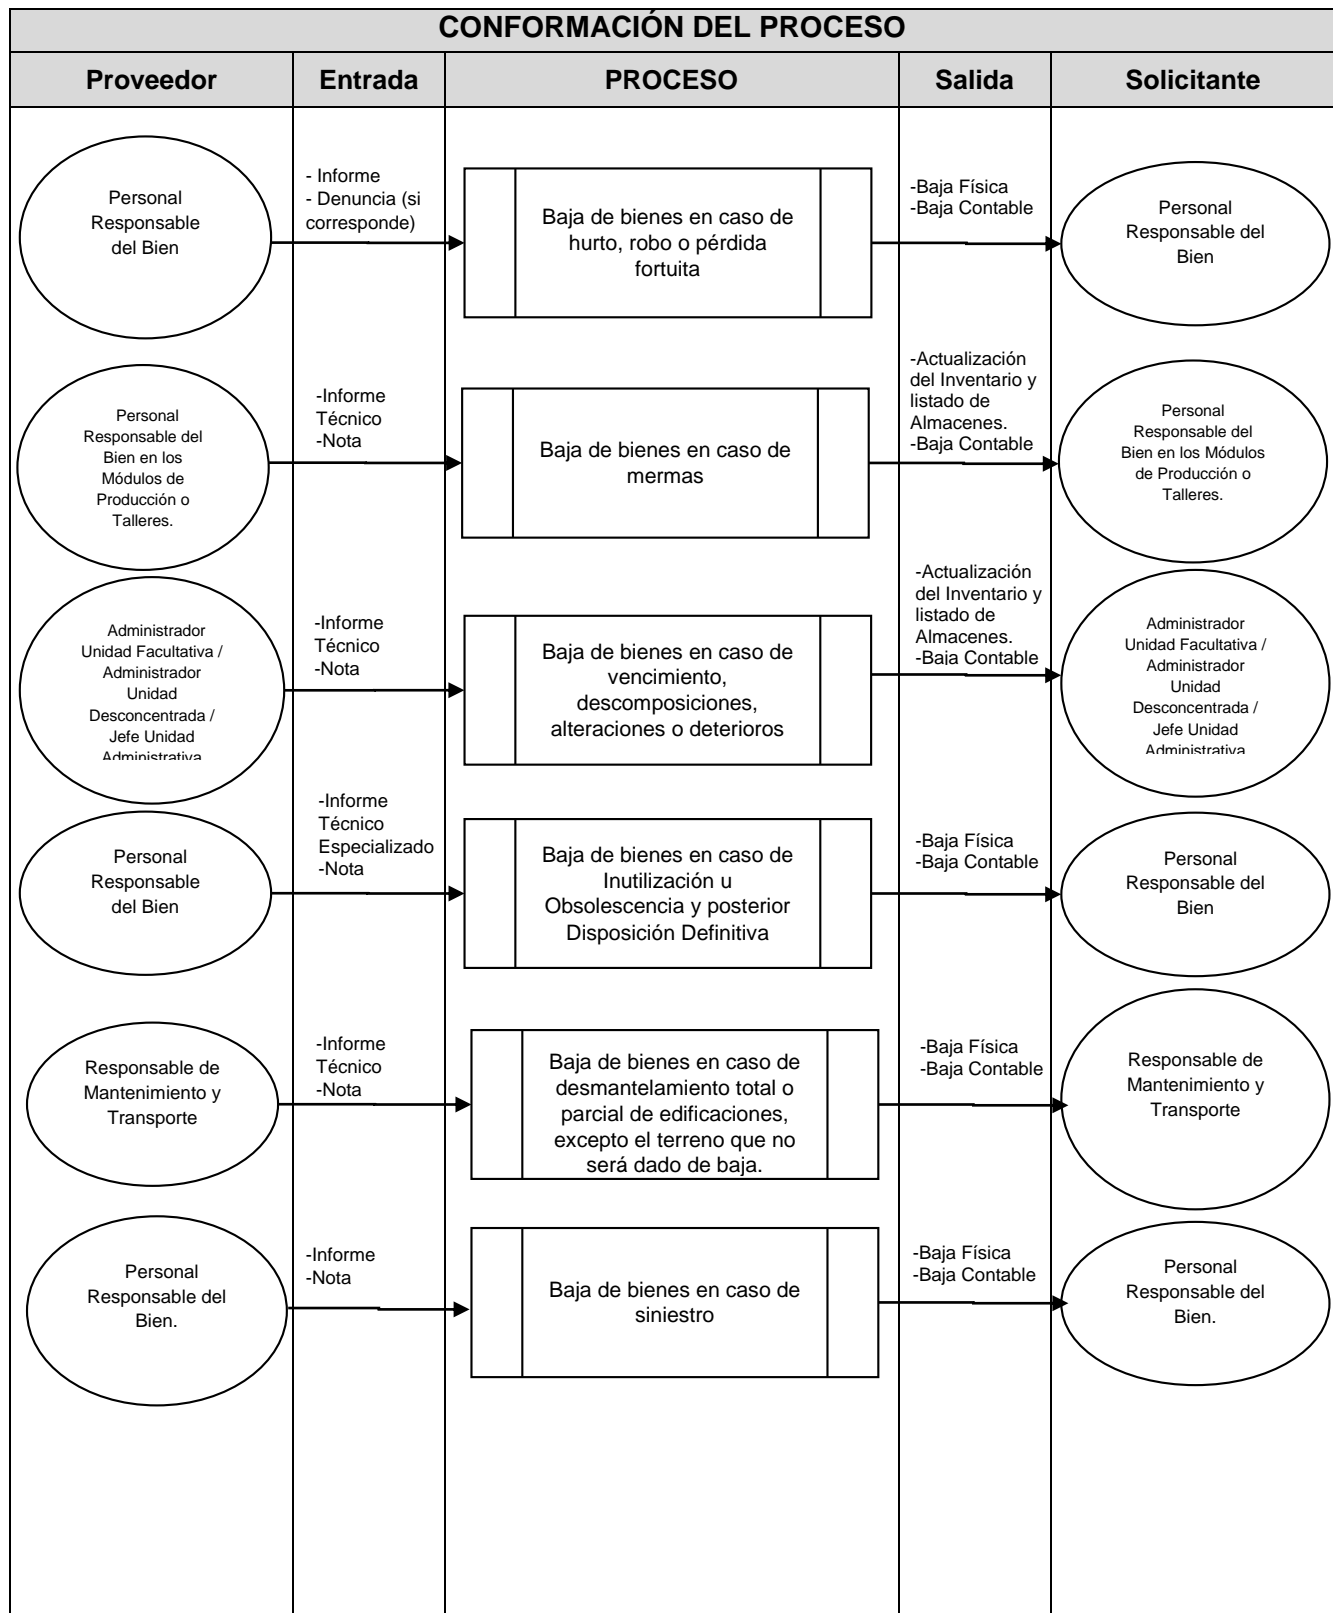 CONFORMACIÓN DEL PROCESO
Proveedor
Entrada
PROCESO
Salida
Solicitante
Personal
Responsable
del Bien
- Informe
- Denuncia (si
corresponde)
Baja de bienes en caso de
hurto, robo o pérdida
fortuita
-Baja Física
-Baja Contable
Personal
Responsable del
Bien
Personal
Responsable del
Bien en los
Módulos de
Producción o
Talleres.
-Informe
Técnico
-Nota
Baja de bienes en caso de
mermas
-Actualización
del Inventario y
listado de
Almacenes.
-Baja Contable
Personal
Responsable del
Bien en los Módulos
de Producción o
Talleres.
Administrador
Unidad Facultativa /
Administrador
Unidad
Desconcentrada /
Jefe Unidad
Administrativa
-Informe
Técnico
-Nota
Baja de bienes en caso de
vencimiento,
descomposiciones,
alteraciones o deterioros
-Actualización
del Inventario y
listado de
Almacenes.
-Baja Contable
Administrador
Unidad Facultativa /
Administrador
Unidad
Desconcentrada /
Jefe Unidad
Administrativa
Personal
Responsable
del Bien
-Informe
Técnico
Especializado
-Nota
Baja de bienes en caso de
Inutilización u
Obsolescencia y posterior
Disposición Definitiva
-Baja Física
-Baja Contable
Personal
Responsable del
Bien
Responsable de
Mantenimiento y
Transporte
-Informe
Técnico
-Nota
Baja de bienes en caso de
desmantelamiento total o
parcial de edificaciones,
excepto el terreno que no
será dado de baja.
-Baja Física
-Baja Contable
Responsable de
Mantenimiento y
Transporte
Personal
Responsable del
Bien.
-Informe
-Nota
Baja de bienes en caso de
siniestro
-Baja Física
-Baja Contable
Personal
Responsable del
Bien.